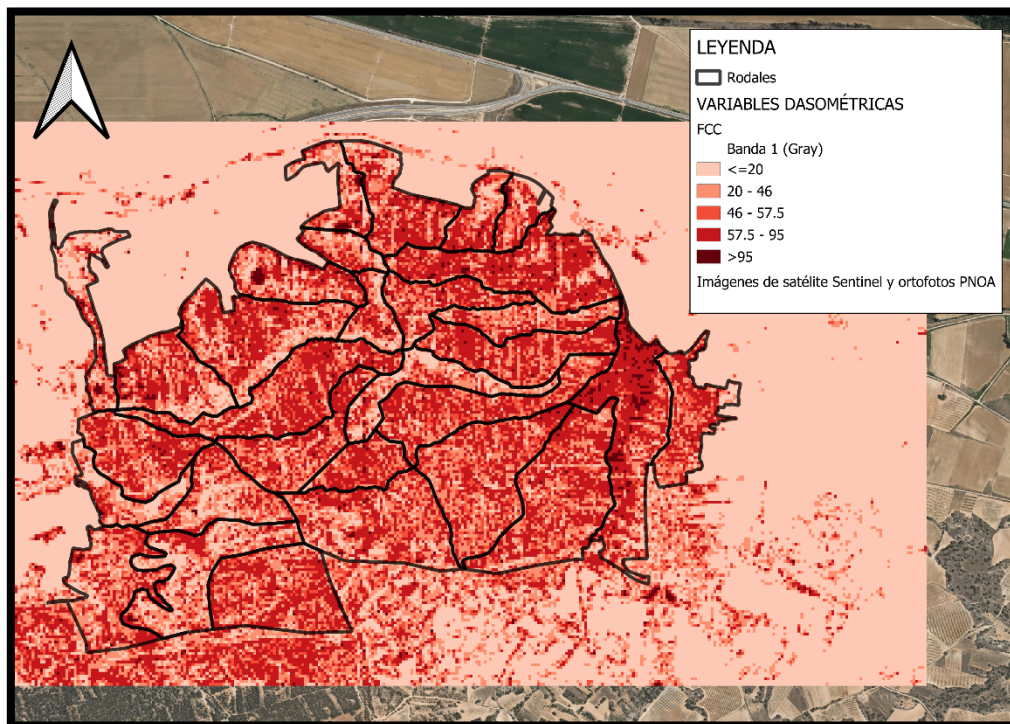 LEYENDA
Rodales
VARIABLES DASOMÉTRICAS
FCC
Banda 1 (Gray)
<=20
20 - 46
46 - 57.5
57.5 - 95
>95
Imágenes de satélite Sentinel y ortofotos PNOA